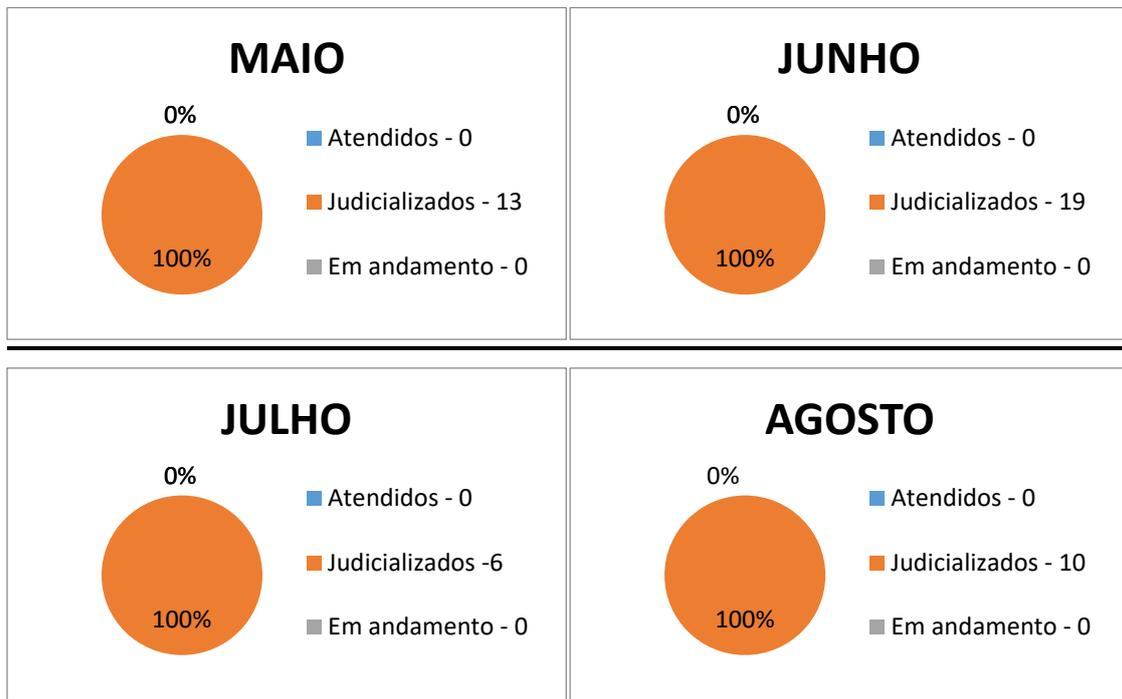 MAIO
0%
100%
Atendidos - 0
Judicializados - 13
Em andamento - 0
JUNHO
0%
100%
Atendidos - 0
Judicializados - 19
Em andamento - 0
JULHO
0%
100%
Atendidos - 0
Judicializados -6
Em andamento - 0
AGOSTO
0%
100%
Atendidos - 0
Judicializados - 10
Em andamento - 0